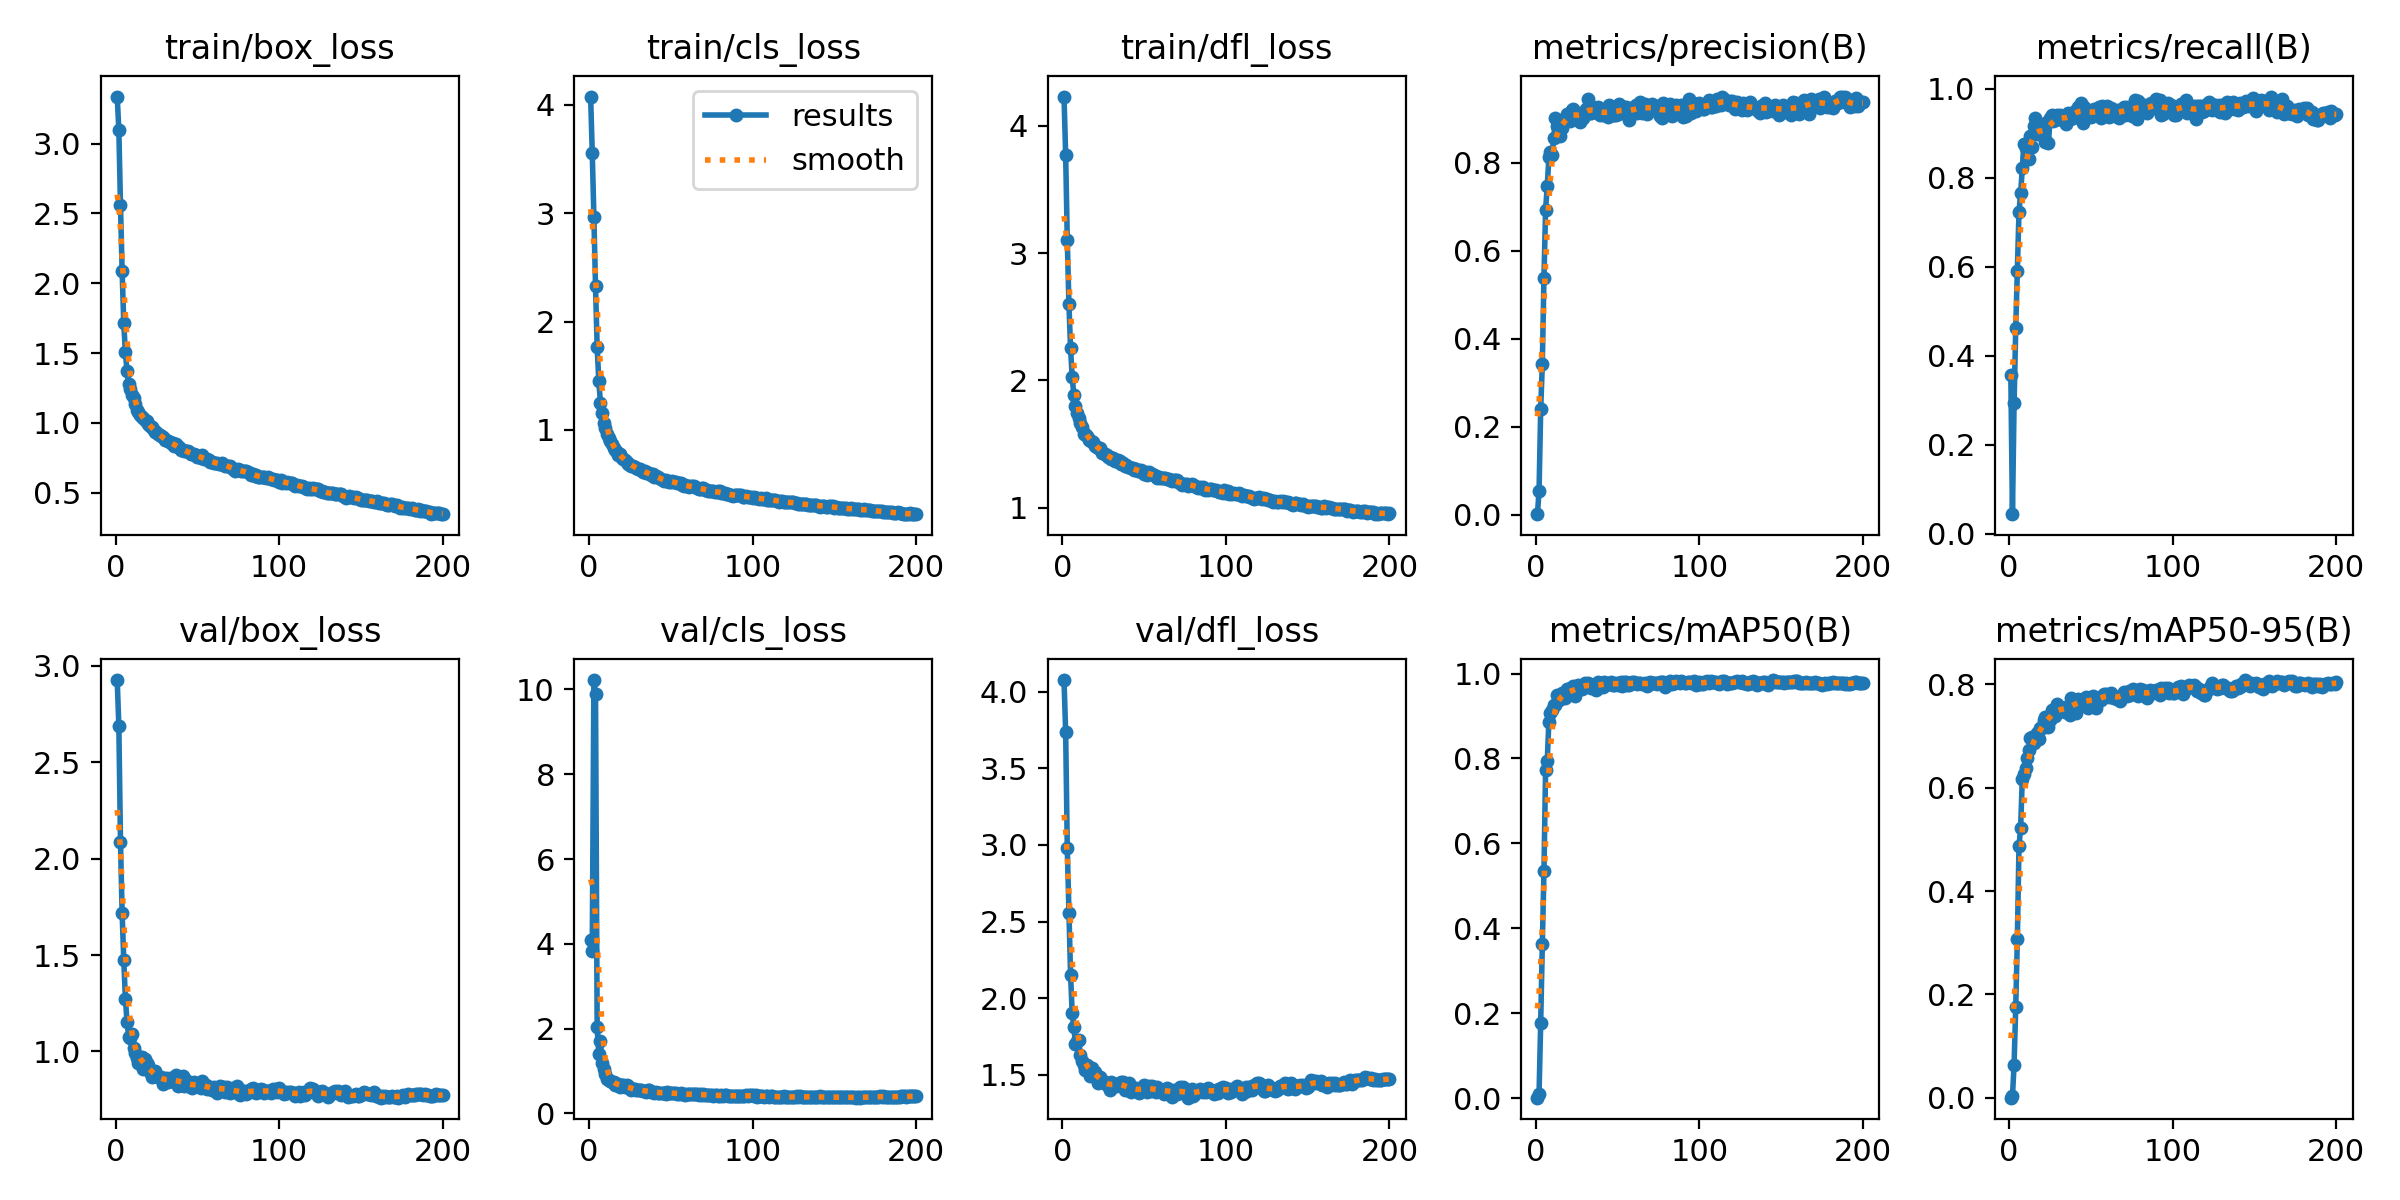 train/box_loss
3.0
2.5
2.0
1.5
1.0
0.5
0 100 200
train/cls_loss
results
smooth
4
3
2
1
0 100 200
train/dfl_loss
4
3
2
1
0 100 200
metrics/precision(B)
0.8
0.6
0.4
0.2
0.0
0 100 200
metrics/recall(B)
1.0
0.8
0.6
0.4
0.2
0.0
0 100 200
val/box_loss
3.0
2.5
2.0
1.5
1.0
0 100 200
val/cls_loss
10
8
6
4
2
0
0 100 200
val/dfl_loss
4.0
3.5
3.0
2.5
2.0
1.5
0 100 200
metrics/mAP50(B)
1.0
0.8
0.6
0.4
0.2
0.0
0 100 200
metrics/mAP50-95(B)
0.8
0.6
0.4
0.2
0.0
0 100 200